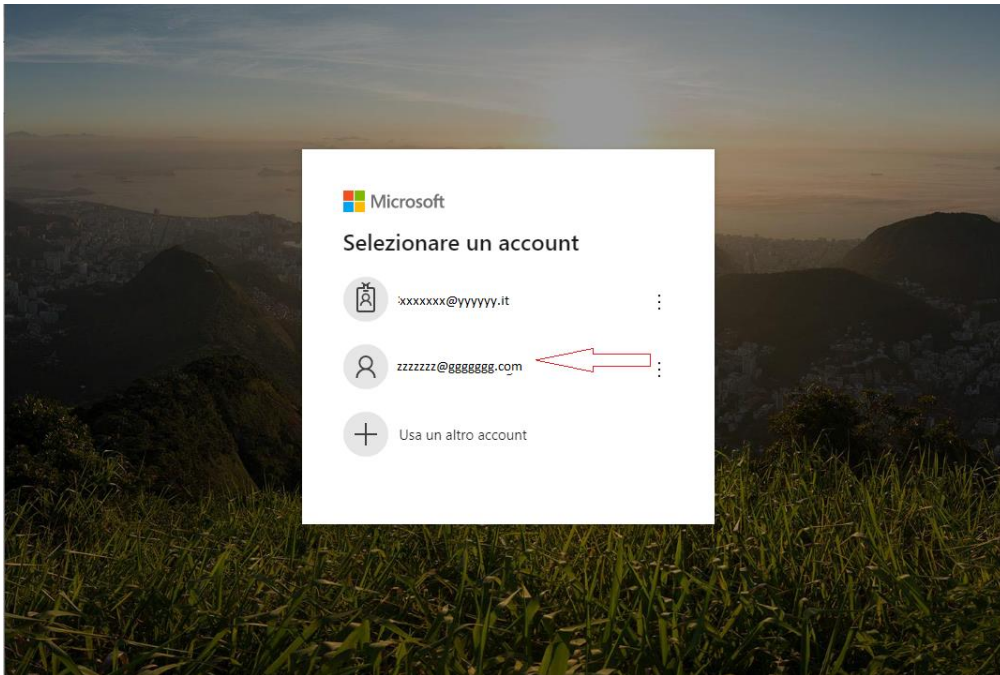 Microsoft
Selezionare un account
xxxxxxx@yyyyyy.it
zzzzzzz@ggggggg.com
Usa un altro account